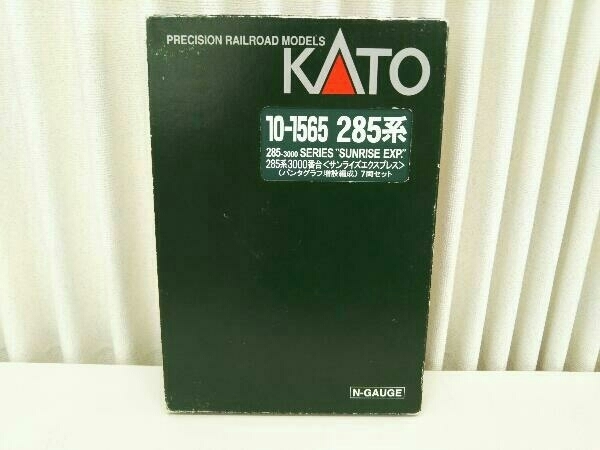 PRECISION RAILROAD MODELS
KATO
10-1565 285系
285-3000 SERIES "SUNRISE EXP."
285系3000番台<サンライズエクスプレス>
(パンタグラフ増設編成) 7両セット
N-GAUGE